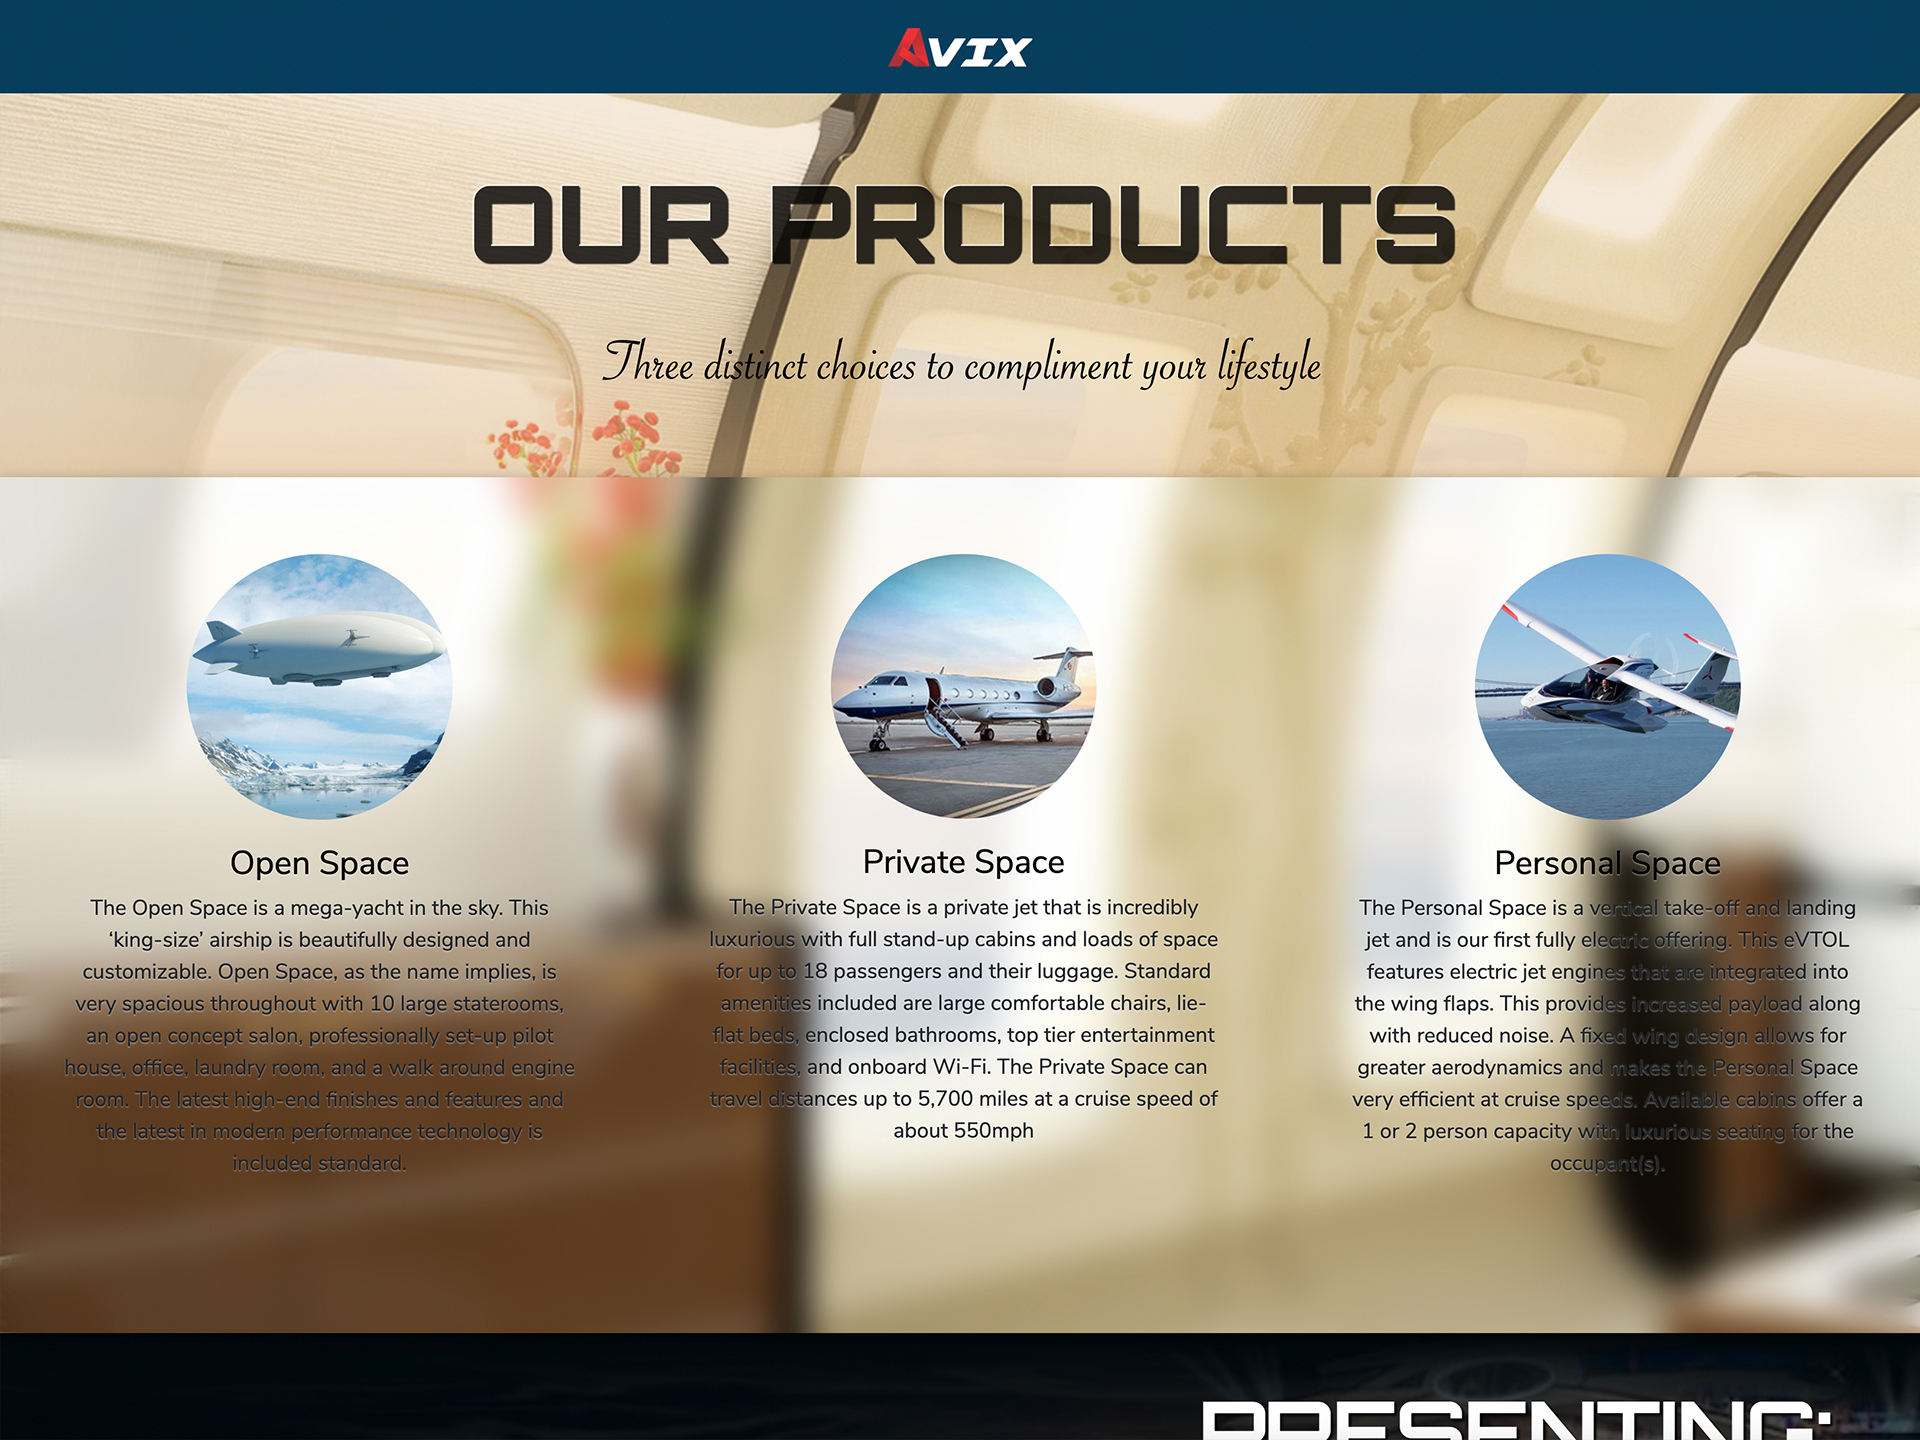 AVIX
OUR PRODUCTS
Three distinct choices to compliment your lifestyle
Open Space
The Open Space is a mega-yacht in the sky. This
‘king-size’ airship is beautifully designed and
customizable. Open Space, as the name implies, is
very spacious throughout with 10 large staterooms,
an open concept salon, professionally set-up pilot
house, office, laundry room, and a walk around engine
room. The latest high-end finishes and features and
the latest in modern performance technology is
included standard.
Private Space
The Private Space is a private jet that is incredibly
luxurious with full stand-up cabins and loads of space
for up to 18 passengers and their luggage. Standard
amenities included are large comfortable chairs, lie-
flat beds, enclosed bathrooms, top tier entertainment
facilities, and onboard Wi-Fi. The Private Space can
travel distances up to 5,700 miles at a cruise speed of
about 550mph
Personal Space
The Personal Space is a vertical take-off and landing
jet and is our first fully electric offering. This eVTOL
features electric jet engines that are integrated into
the wing flaps. This provides increased payload along
with reduced noise. A fixed wing design allows for
greater aerodynamics and makes the Personal Space
very efficient at cruise speeds. Available cabins offer a
1 or 2 person capacity with luxurious seating for the
occupant(s).
PRESENTING: